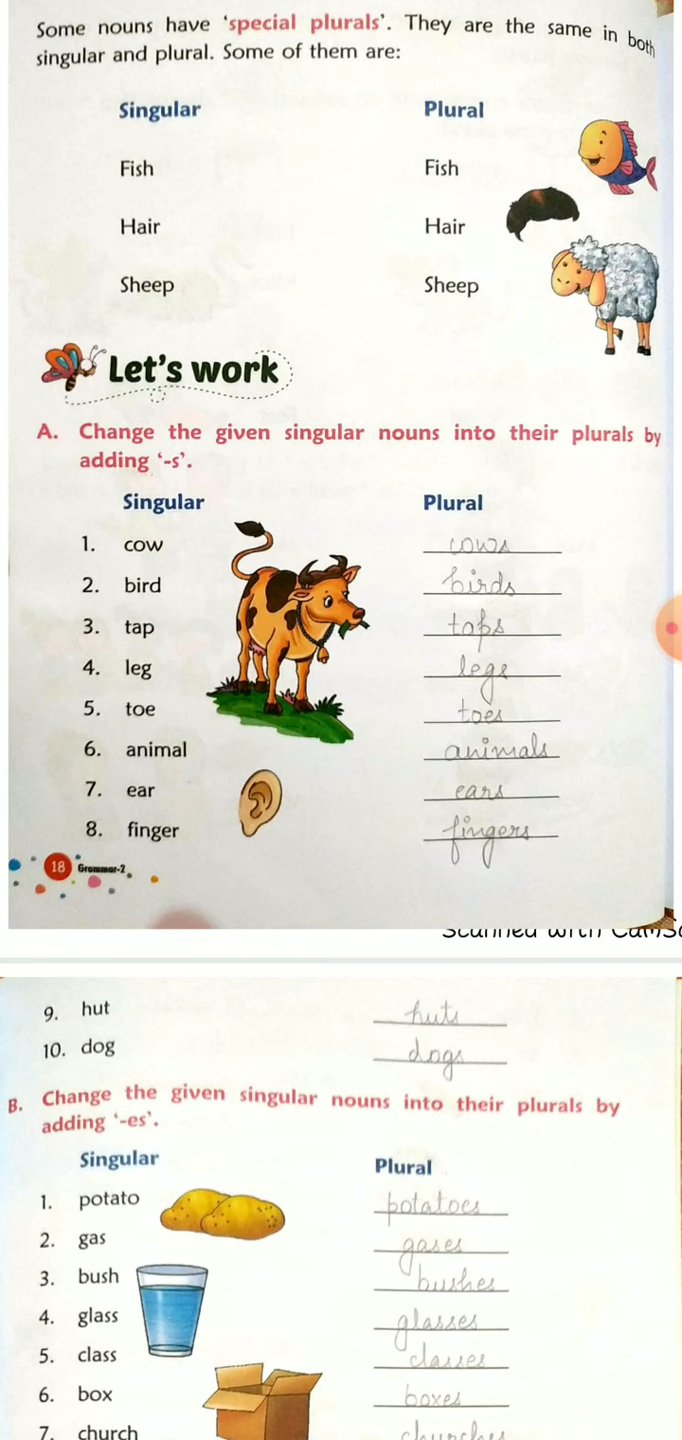 Some nouns have ‘special plurals’. They are the same in both
singular and plural. Some of them are:
Singular Plural
Fish Fish
Hair Hair
Sheep Sheep
Let’s work
A. Change the given singular nouns into their plurals by
adding ‘-s’.
Singular Plural
1. cow cows
2. bird birds
3. tap taps
4. leg legs
5. toe toes
6. animal animals
7. ear ears
8. finger fingers
18 Grammar-2
Scanned with
9. hut huts
10. dog dogs
B. Change the given singular nouns into their plurals by
adding ‘-es’.
Singular Plural
1. potato potatoes
2. gas gases
3. bush bushes
4. glass glasses
5. class classes
6. box boxes
7. church churches